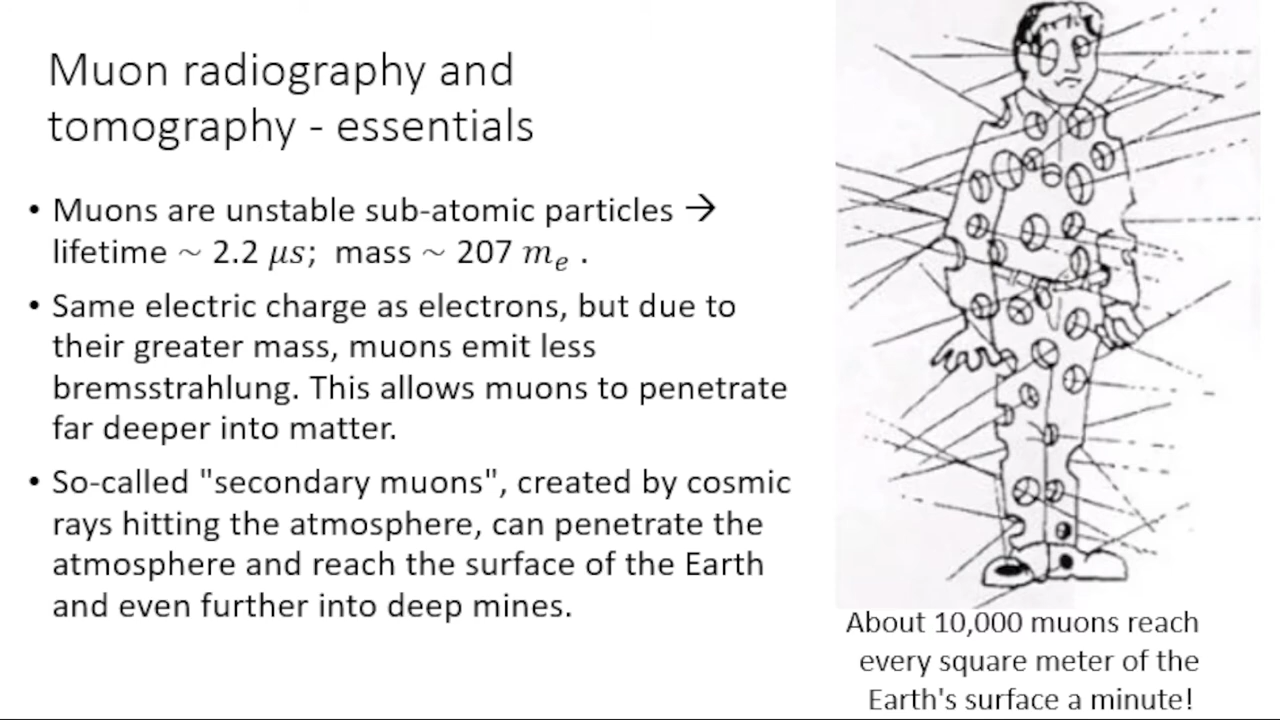 Muon radiography and
tomography - essentials
• Muons are unstable sub-atomic particles →
lifetime ~ 2.2 μs; mass ~ 207 mₑ .
• Same electric charge as electrons, but due to
their greater mass, muons emit less
bremsstrahlung. This allows muons to penetrate
far deeper into matter.
• So-called "secondary muons", created by cosmic
rays hitting the atmosphere, can penetrate the
atmosphere and reach the surface of the Earth
and even further into deep mines.
About 10,000 muons reach
every square meter of the
Earth's surface a minute!